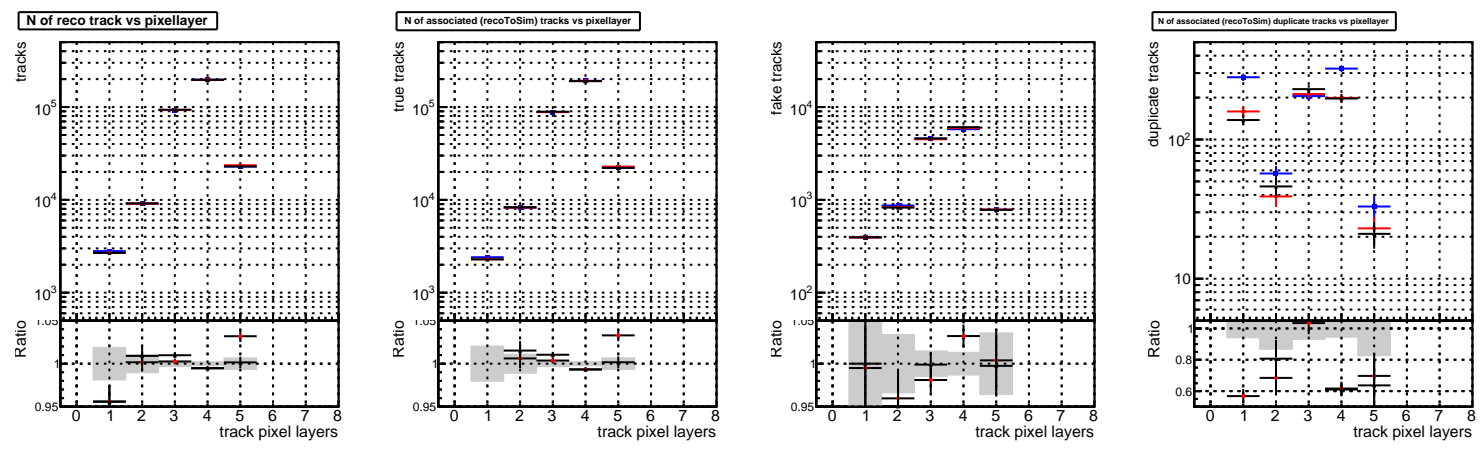 N of reco track vs pixellayer
tracks
10^5
10^4
10^3
Ratio
1.05
1
0.95
0 1 2 3 4 5 6 7 8
track pixel layers
N of associated (recoToSim) tracks vs pixellayer
true tracks
10^5
10^4
10^3
Ratio
1.05
1
0.95
0 1 2 3 4 5 6 7 8
track pixel layers
fake tracks
10^4
10^3
10^2
Ratio
1.05
1
0.95
0 1 2 3 4 5 6 7 8
track pixel layers
N of associated (recoToSim) duplicate tracks vs pixellayer
duplicate tracks
10^2
10
Ratio
1
0.8
0.6
0 1 2 3 4 5 6 7 8
track pixel layers